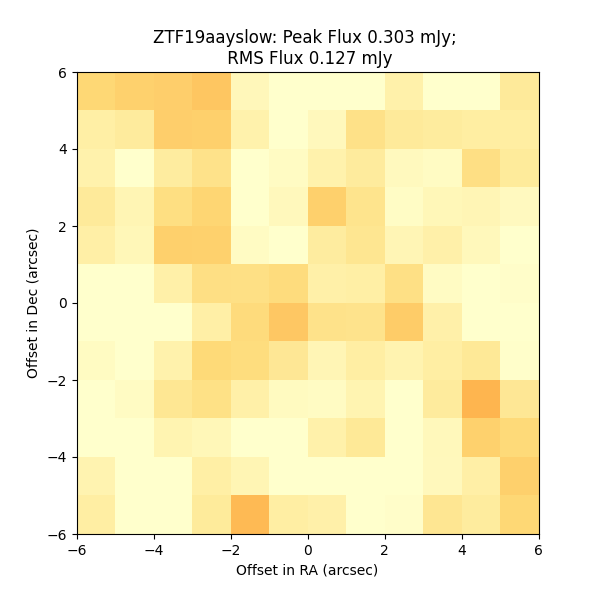 ZTF19aayslow: Peak Flux 0.303 mJy;
RMS Flux 0.127 mJy
6
4
2
0
−2
−4
−6
Offset in Dec (arcsec)
−6 −4 −2 0 2 4 6
Offset in RA (arcsec)